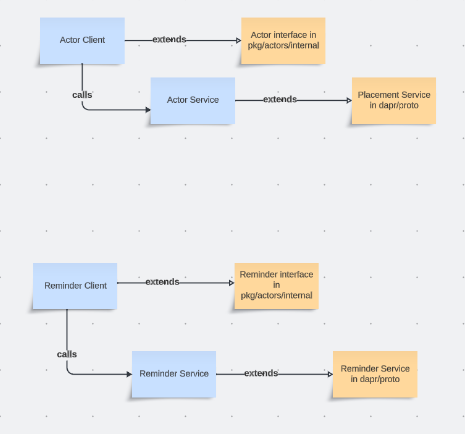 Actor Client
extends
Actor interface in
pkg/actors/internal
calls
Actor Service
extends
Placement Service
in dapr/proto
Reminder Client
extends
Reminder interface
in
pkg/actors/internal
calls
Reminder Service
extends
Reminder Service
in dapr/proto